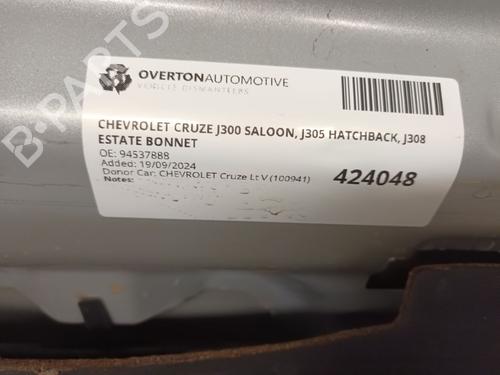 OVERTONAUTOMOTIVE
VEHICLE DISMANTLERS
CHEVROLET CRUZE J300 SALOON, J305 HATCHBACK, J308
ESTATE BONNET
OE: 94537888
Added: 19/09/2024
Donor Car: CHEVROLET Cruze Lt V (100941)
Notes:
424048
B-PARTS